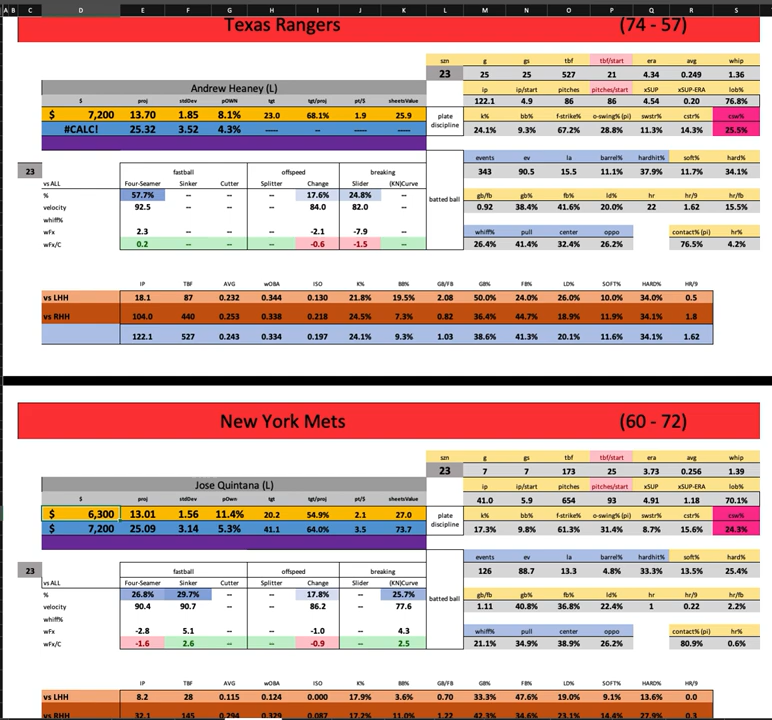 A B C D E F G H I J K L M N O P Q R S
Texas Rangers (74 - 57)
szn g gs tbf tbf/start era avg whip
23 25 25 527 21 4.34 0.249 1.36
Andrew Heaney (L) ip ip/start pitches pitches/start xSUP xSUP-ERA lob%
$ proj stdDev pOWN tgt tgt/proj pt/$ sheetsValue 122.1 4.9 86 86 4.54 0.20 76.8%
$ 7,200 13.70 1.85 8.1% 23.0 68.1% 1.9 25.9 plate discipline k% bb% f-strike% o-swing% (pi) swstr% cstr% csw%
#CALC! 25.32 3.52 4.3% ---- -- ---- ---- 24.1% 9.3% 67.2% 28.8% 11.3% 14.3% 25.5%
events ev la barrel% hardhit% soft% hard%
23 fastball offspeed breaking 343 90.5 15.5 11.1% 37.9% 11.7% 34.1%
vs ALL Four-Seamer Sinker Cutter Splitter Change Slider (KN)Curve batted ball
% 57.7% -- -- -- 17.6% 24.8% -- gb/fb gb% fb% ld% hr hr/9 hr/fb
velocity 92.5 -- -- -- 84.0 82.0 -- 0.92 38.4% 41.6% 20.0% 22 1.62 15.5%
whiff%
wFx 2.3 -- -- -- -2.1 -7.9 -- whiff% pull center oppo contact% (pi) hr%
wFx/C 0.2 -- -- -- -0.6 -1.5 -- 26.4% 41.4% 32.4% 26.2% 76.5% 4.2%
IP TBF AVG wOBA ISO K% BB% GB/FB GB% FB% LD% SOFT% HARD% HR/9
vs LHH 18.1 87 0.232 0.344 0.130 21.8% 19.5% 2.08 50.0% 24.0% 26.0% 10.0% 34.0% 0.5
vs RHH 104.0 440 0.253 0.338 0.218 24.5% 7.3% 0.82 36.4% 44.7% 18.9% 11.9% 34.1% 1.8
122.1 527 0.243 0.334 0.197 24.1% 9.3% 1.03 38.6% 41.3% 20.1% 11.6% 34.1% 1.62
New York Mets (60 - 72)
szn g gs tbf tbf/start era avg whip
23 7 7 173 25 3.73 0.256 1.39
Jose Quintana (L) ip ip/start pitches pitches/start xSUP xSUP-ERA lob%
$ proj stdDev pOwn tgt tgt/proj pt/$ sheetsValue 41.0 5.9 654 93 4.91 1.18 70.1%
$ 6,300 13.01 1.56 11.4% 20.2 54.9% 2.1 27.0 plate discipline k% bb% f-strike% o-swing% (pi) swstr% cstr% csw%
$ 7,200 25.09 3.14 5.3% 41.1 64.0% 3.5 73.7 17.3% 9.8% 61.3% 31.4% 8.7% 15.6% 24.3%
events ev la barrel% hardhit% soft% hard%
23 fastball offspeed breaking 126 88.7 13.3 4.8% 33.3% 13.5% 25.4%
vs ALL Four-Seamer Sinker Cutter Splitter Change Slider (KN)Curve batted ball
% 26.8% 29.7% -- -- 17.8% -- 25.7% gb/fb gb% fb% ld% hr hr/9 hr/fb
velocity 90.4 90.7 -- -- 86.2 -- 77.6 1.11 40.8% 36.8% 22.4% 1 0.22 2.2%
whiff%
wFx -2.8 5.1 -- -- -1.0 -- 4.3 whiff% pull center oppo contact% (pi) hr%
wFx/C -1.6 2.6 -- -- -0.9 -- 2.5 21.1% 34.9% 38.9% 26.2% 80.9% 0.6%
IP TBF AVG wOBA ISO K% BB% GB/FB GB% FB% LD% SOFT% HARD% HR/9
vs LHH 8.2 28 0.115 0.124 0.000 17.9% 3.6% 0.70 33.3% 47.6% 19.0% 9.1% 13.6% 0.0
vs RHH 32.1 145 0.294 0.329 0.087 17.2% 11.0% 1.22 42.3% 34.6% 23.1% 14.4% 27.9% 0.3